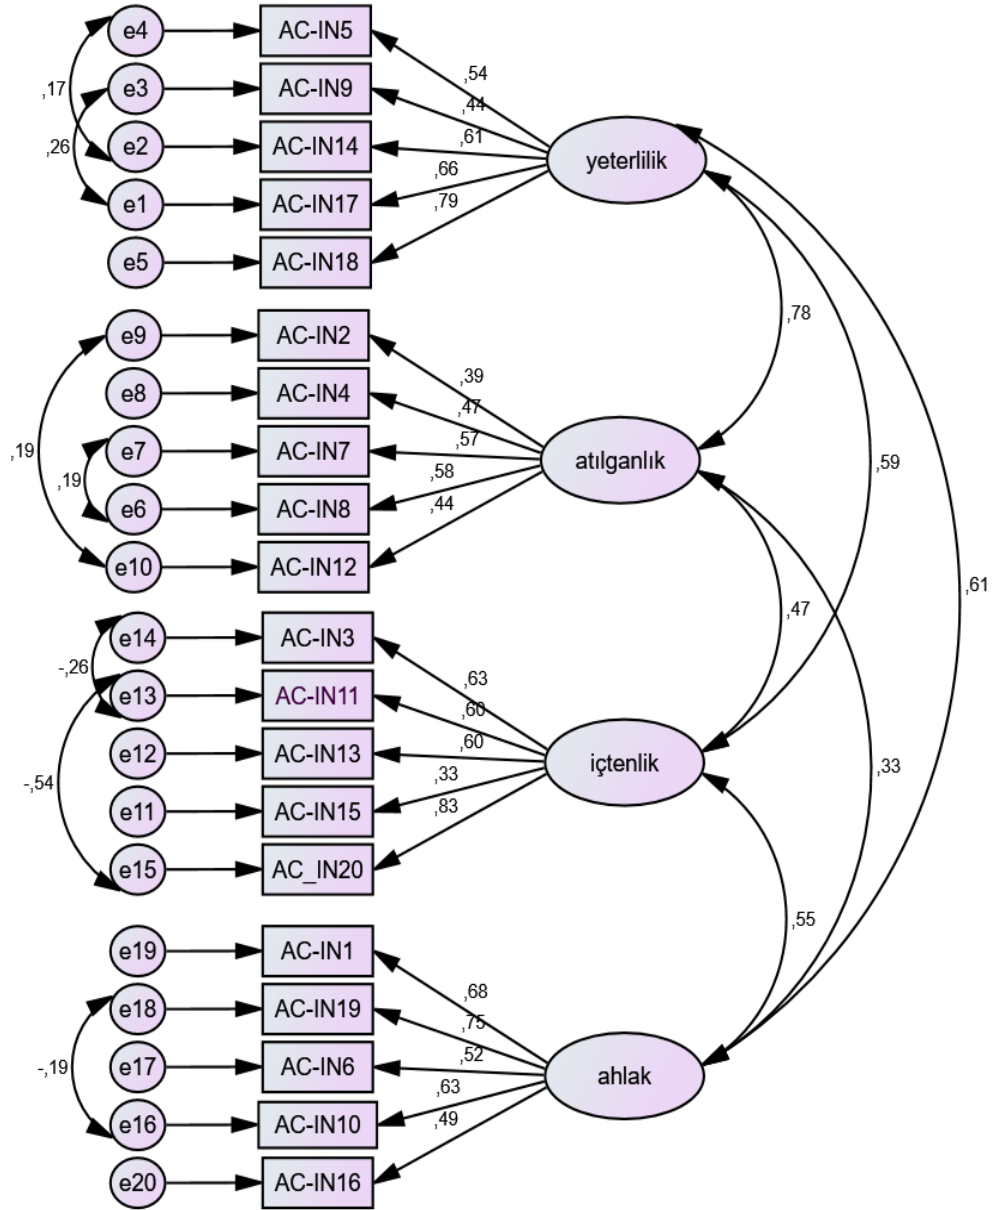 e4 AC-IN5
,54
e3 AC-IN9
,17
,44
e2 AC-IN14
,61
,26
yeterlilik
,66
e1 AC-IN17
,79
e5 AC-IN18
,78
e9 AC-IN2
,39
e8 AC-IN4
,47
,57
e7 AC-IN7
,19
,19
atılganlık
,59
,58
e6 AC-IN8
,44
e10 AC-IN12
,61
e14 AC-IN3
,47
-,26
,63
e13 AC-IN11
,60
,60
e12 AC-IN13
içtenlik
,33
,33
-,54
e11 AC-IN15
,83
e15 AC_IN20
,55
e19 AC-IN1
,68
e18 AC-IN19
,75
,52
e17 AC-IN6
-,19
ahlak
,63
e16 AC-IN10
,49
e20 AC-IN16